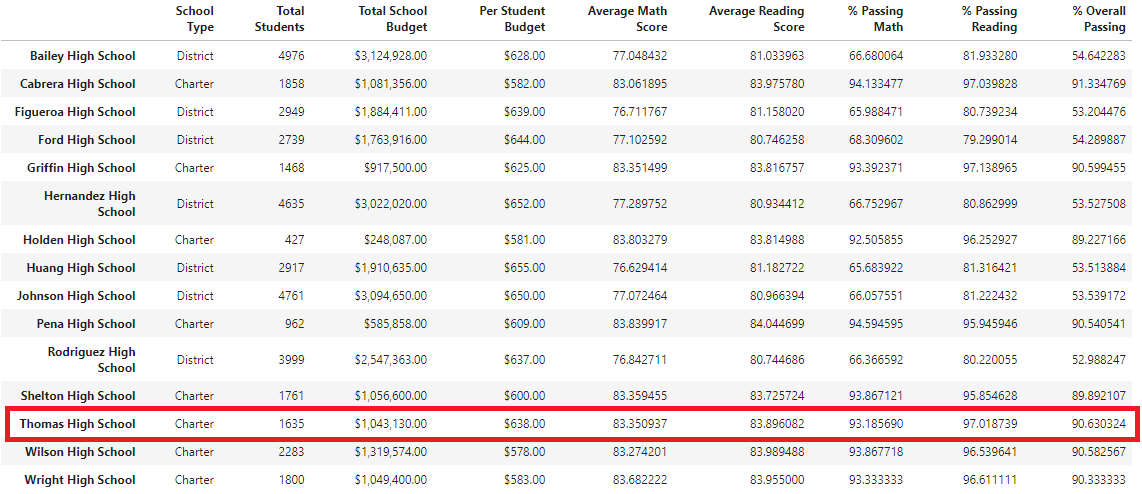 School Type Total Students Total School Budget Per Student Budget Average Math Score Average Reading Score % Passing Math % Passing Reading % Overall Passing
Bailey High School District 4976 $3,124,928.00 $628.00 77.048432 81.033963 66.680064 81.933280 54.642283
Cabrera High School Charter 1858 $1,081,356.00 $582.00 83.061895 83.975780 94.133477 97.039828 91.334769
Figueroa High School District 2949 $1,884,411.00 $639.00 76.711767 81.158020 65.988471 80.739234 53.204476
Ford High School District 2739 $1,763,916.00 $644.00 77.102592 80.746258 68.309602 79.299014 54.289887
Griffin High School Charter 1468 $917,500.00 $625.00 83.351499 83.816757 93.392371 97.138965 90.599455
Hernandez High School District 4635 $3,022,020.00 $652.00 77.289752 80.934412 66.752967 80.862999 53.527508
Holden High School Charter 427 $248,087.00 $581.00 83.803279 83.814988 92.505855 96.252927 89.227166
Huang High School District 2917 $1,910,635.00 $655.00 76.629414 81.182722 65.683922 81.316421 53.513884
Johnson High School District 4761 $3,094,650.00 $650.00 77.072464 80.966394 66.057551 81.222432 53.539172
Pena High School Charter 962 $585,858.00 $609.00 83.839917 84.044699 94.594595 95.945946 90.540541
Rodriguez High School District 3999 $2,547,363.00 $637.00 76.842711 80.744686 66.366592 80.220055 52.988247
Shelton High School Charter 1761 $1,056,600.00 $600.00 83.359455 83.725724 93.867121 95.854628 89.892107
Thomas High School Charter 1635 $1,043,130.00 $638.00 83.350937 83.896082 93.185690 97.018739 90.630324
Wilson High School Charter 2283 $1,319,574.00 $578.00 83.274201 83.989488 93.867718 96.539641 90.582567
Wright High School Charter 1800 $1,049,400.00 $583.00 83.682222 83.955000 93.333333 96.611111 90.333333